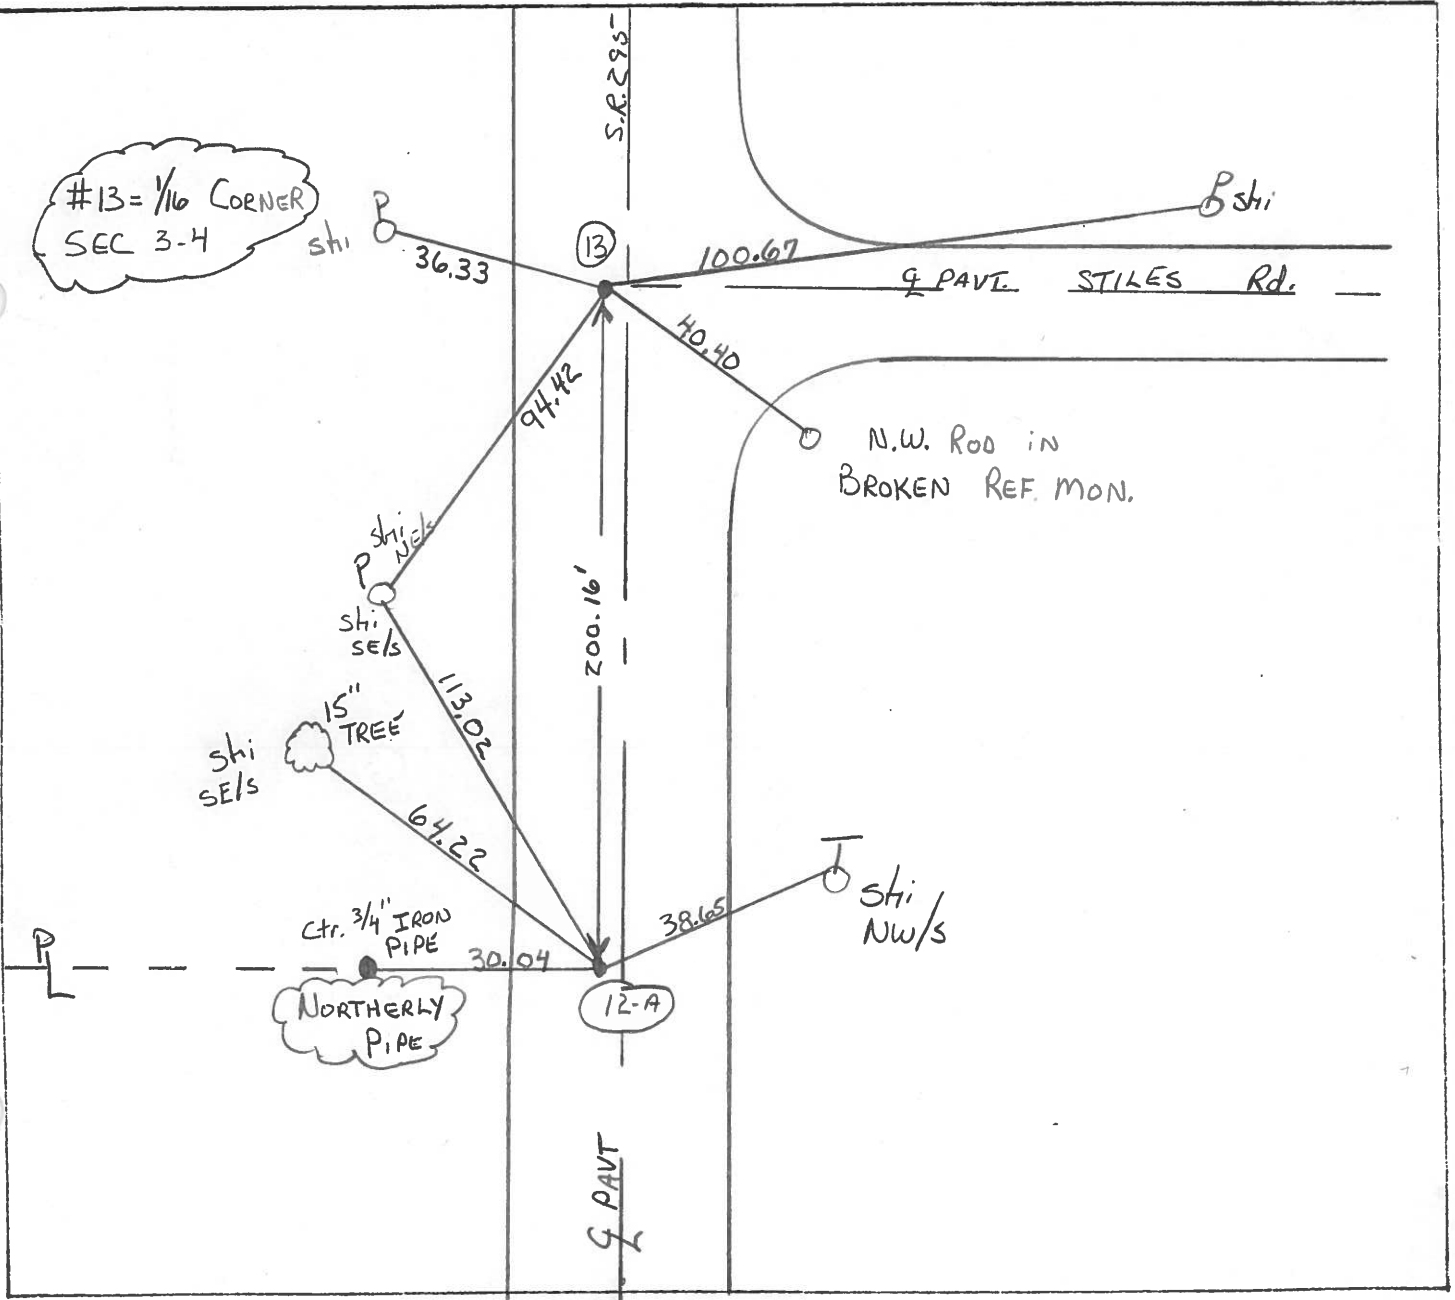 S.R. 295
#13 = 1/16 CORNER
SEC 3-4
P
shi
36.33
13
100.67
P shi
℄ PAVT. STILES Rd.
40.40
94.42
N.W. ROD iN
BROKEN REF. MON.
shi
NE/s
P
shi
SE/s
200.16'
113.02
15"
TREE
shi
SE/s
64.22
T
shi
NW/s
38.65
Ctr. 3/4" IRON
PIPE
30.04
PL
NORTHERLY
PIPE
12-A
℄ PAVT